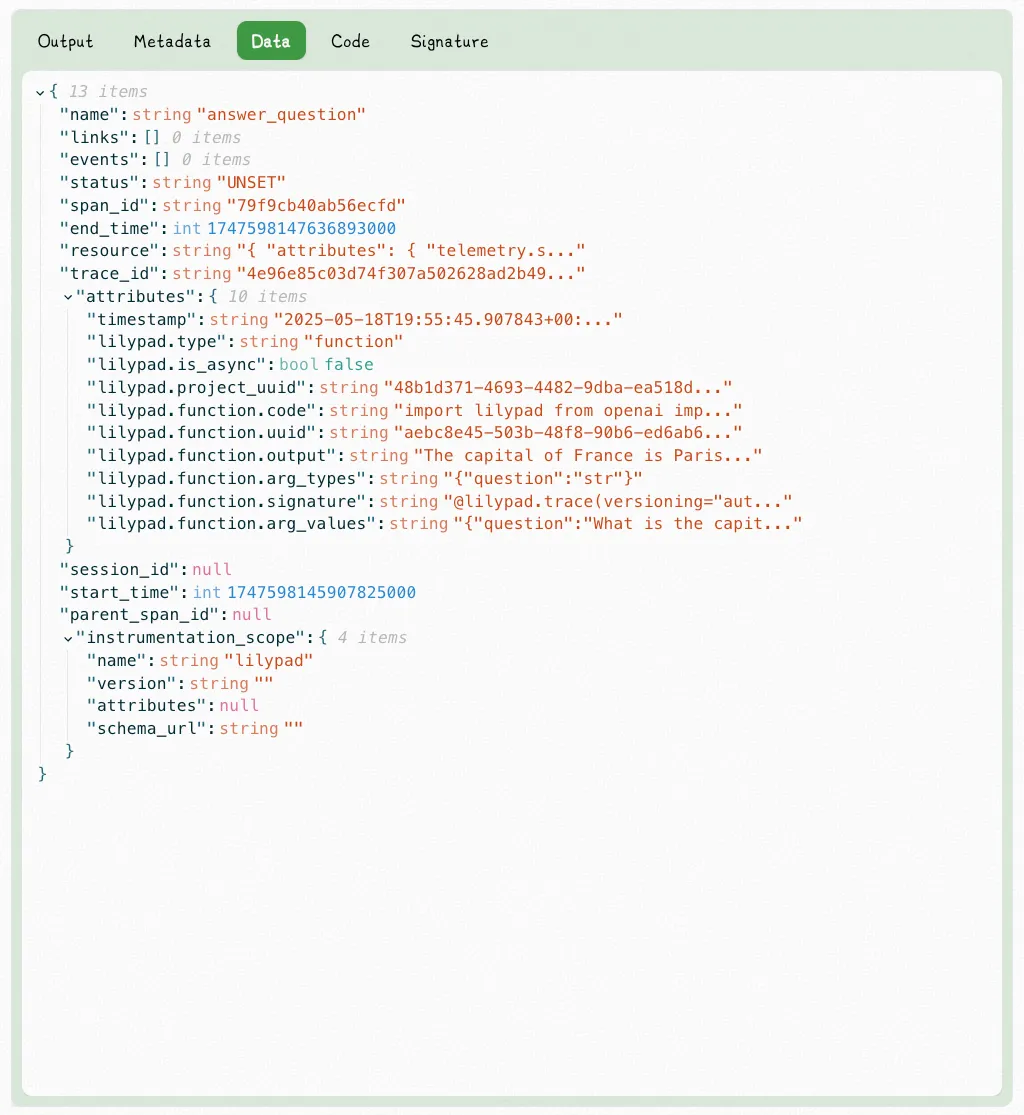 Output Metadata Data Code Signature
{ 13 items
"name": string "answer_question"
"links": [] 0 items
"events": [] 0 items
"status": string "UNSET"
"span_id": string "79f9cb40ab56ecfd"
"end_time": int 1747598147636893000
"resource": string "{ "attributes": { "telemetry.s..."
"trace_id": string "4e96e85c03d74f307a502628ad2b49..."
"attributes": { 10 items
"timestamp": string "2025-05-18T19:55:45.907843+00:..."
"lilypad.type": string "function"
"lilypad.is_async": bool false
"lilypad.project_uuid": string "48b1d371-4693-4482-9dba-ea518d..."
"lilypad.function.code": string "import lilypad from openai imp..."
"lilypad.function.uuid": string "aebc8e45-503b-48f8-90b6-ed6ab6..."
"lilypad.function.output": string "The capital of France is Paris..."
"lilypad.function.arg_types": string "{"question":"str"}"
"lilypad.function.signature": string "@lilypad.trace(versioning="aut..."
"lilypad.function.arg_values": string "{"question":"What is the capit..."
}
"session_id": null
"start_time": int 1747598145907825000
"parent_span_id": null
"instrumentation_scope": { 4 items
"name": string "lilypad"
"version": string ""
"attributes": null
"schema_url": string ""
}
}